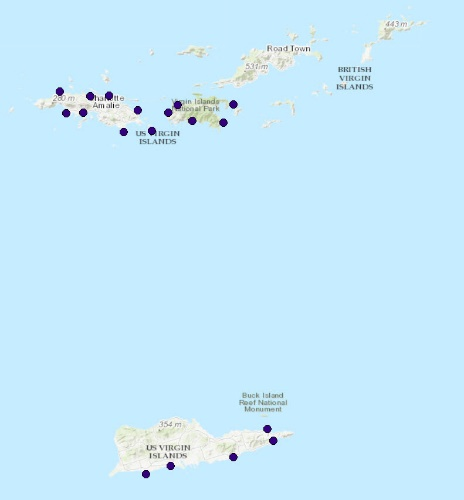 443 m
Road Town
531 m
BRITISH
VIRGIN
ISLANDS
Virgin Islands
National Park
Amalie
US VIRGIN
ISLANDS
Buck Island
Reef National
Monument
354 m
US VIRGIN
ISLANDS